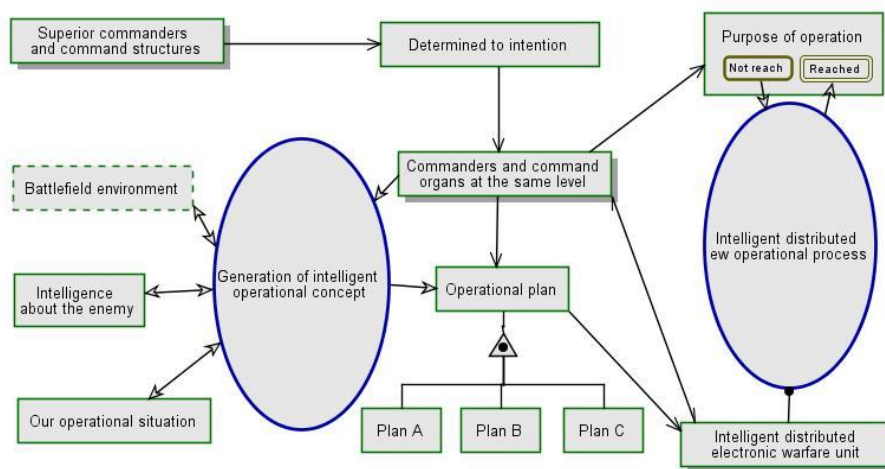 Superior commanders
and command structures
Determined to intention
Purpose of operation
Not reach
Reached
Commanders and command
organs at the same level
Battlefield environment
Intelligent distributed
ew operational process
Generation of intelligent
operational concept
Intelligence
about the enemy
Operational plan
Our operational situation
Plan A
Plan B
Plan C
Intelligent distributed
electronic warfare unit